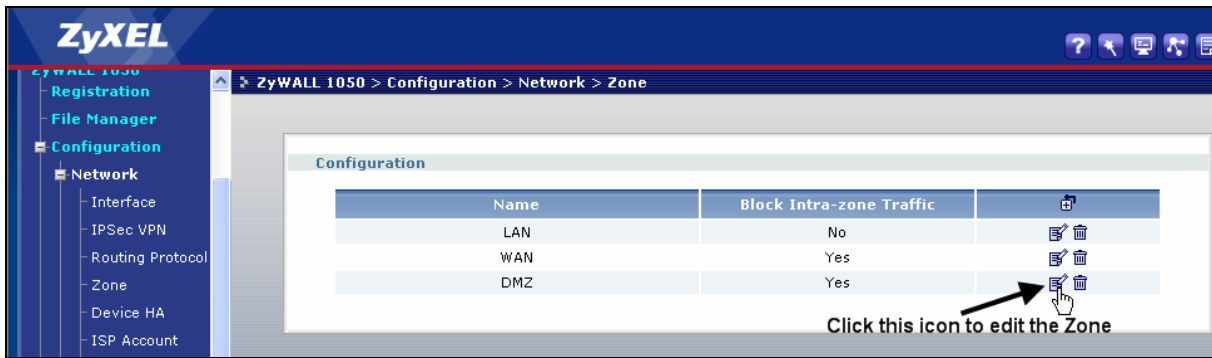 ZyXEL
ZyWALL 1050
Registration
File Manager
Configuration
Network
Interface
IPSec VPN
Routing Protocol
Zone
Device HA
ISP Account
ZyWALL 1050 > Configuration > Network > Zone
Configuration
Name Block Intra-zone Traffic
LAN No
WAN Yes
DMZ Yes
Click this icon to edit the Zone